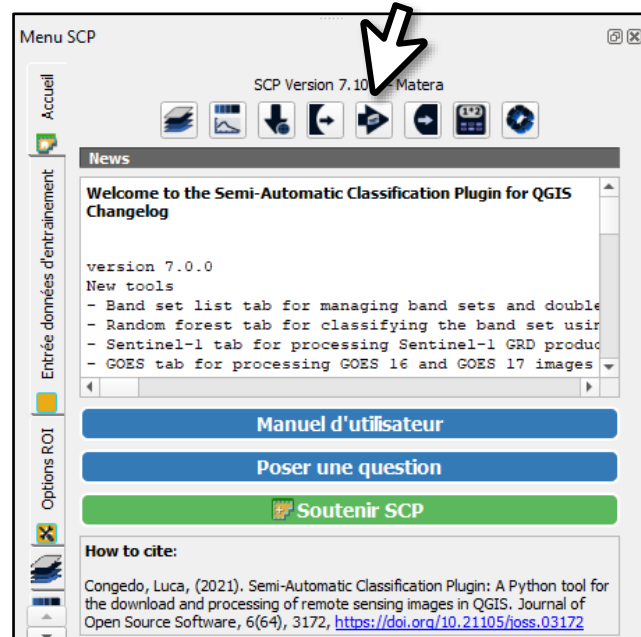 Menu SCP
Accueil
Entrée données d'entrainement
Options ROI
SCP Version 7.10 - Matera
1*2
News
Welcome to the Semi-Automatic Classification Plugin for QGIS
Changelog
version 7.0.0
New tools
- Band set list tab for managing band sets and double
- Random forest tab for classifying the band set usin
- Sentinel-1 tab for processing Sentinel-1 GRD produc
- GOES tab for processing GOES 16 and GOES 17 images
Manuel d'utilisateur
Poser une question
Soutenir SCP
How to cite:
Congedo, Luca, (2021). Semi-Automatic Classification Plugin: A Python tool for
the download and processing of remote sensing images in QGIS. Journal of
Open Source Software, 6(64), 3172, https://doi.org/10.21105/joss.03172